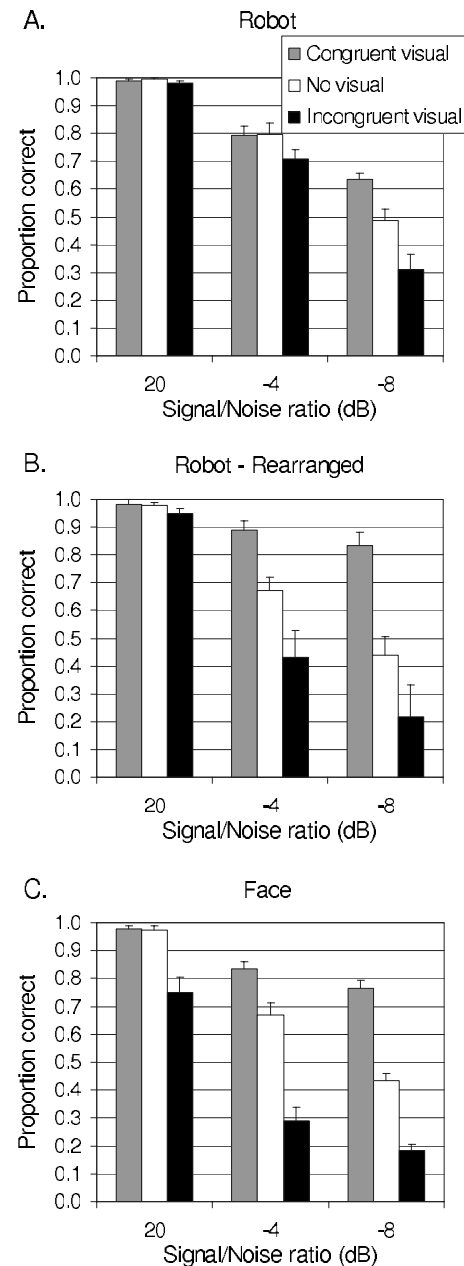 A.
Robot
Congruent visual
No visual
Incongruent visual
1.0
0.9
0.8
0.7
0.6
0.5
0.4
0.3
0.2
0.1
0.0
Proportion correct
20 -4 -8
Signal/Noise ratio (dB)
B.
Robot - Rearranged
1.0
0.9
0.8
0.7
0.6
0.5
0.4
0.3
0.2
0.1
0.0
Proportion correct
20 -4 -8
Signal/Noise ratio (dB)
C.
Face
1.0
0.9
0.8
0.7
0.6
0.5
0.4
0.3
0.2
0.1
0.0
Proportion correct
20 -4 -8
Signal/Noise ratio (dB)